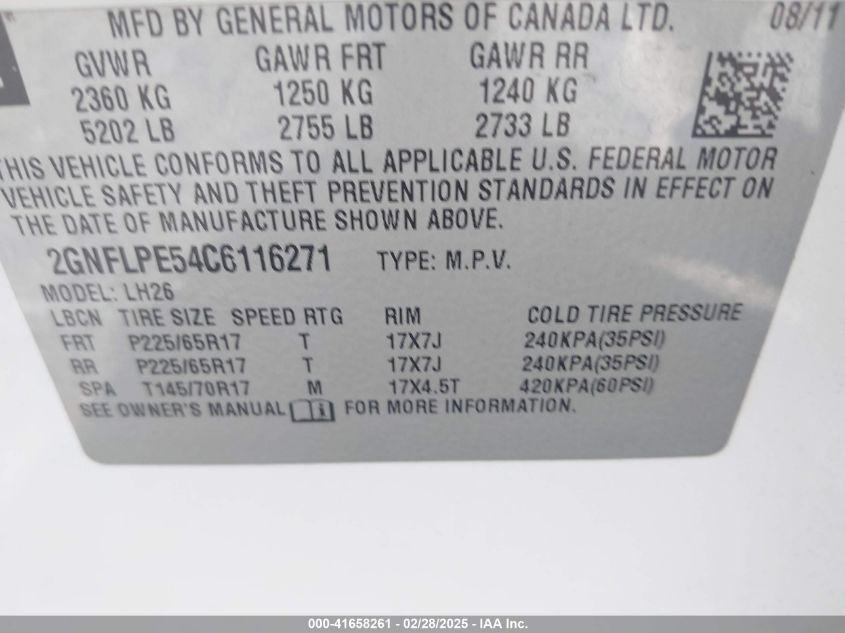 MFD BY GENERAL MOTORS OF CANADA LTD. 08/11
GVWR GAWR FRT GAWR RR
2360 KG 1250 KG 1240 KG
5202 LB 2755 LB 2733 LB
THIS VEHICLE CONFORMS TO ALL APPLICABLE U.S. FEDERAL MOTOR
VEHICLE SAFETY AND THEFT PREVENTION STANDARDS IN EFFECT ON
THE DATE OF MANUFACTURE SHOWN ABOVE.
2GNFLPE54C6116271 TYPE: M.P.V.
MODEL: LH26
LBCN TIRE SIZE SPEED RTG RIM COLD TIRE PRESSURE
FRT P225/65R17 T 17X7J 240KPA(35PSI)
RR P225/65R17 T 17X7J 240KPA(35PSI)
SPA T145/70R17 M 17X4.5T 420KPA(60PSI)
SEE OWNER'S MANUAL FOR MORE INFORMATION.
000-41658261 - 02/28/2025 - IAA Inc.